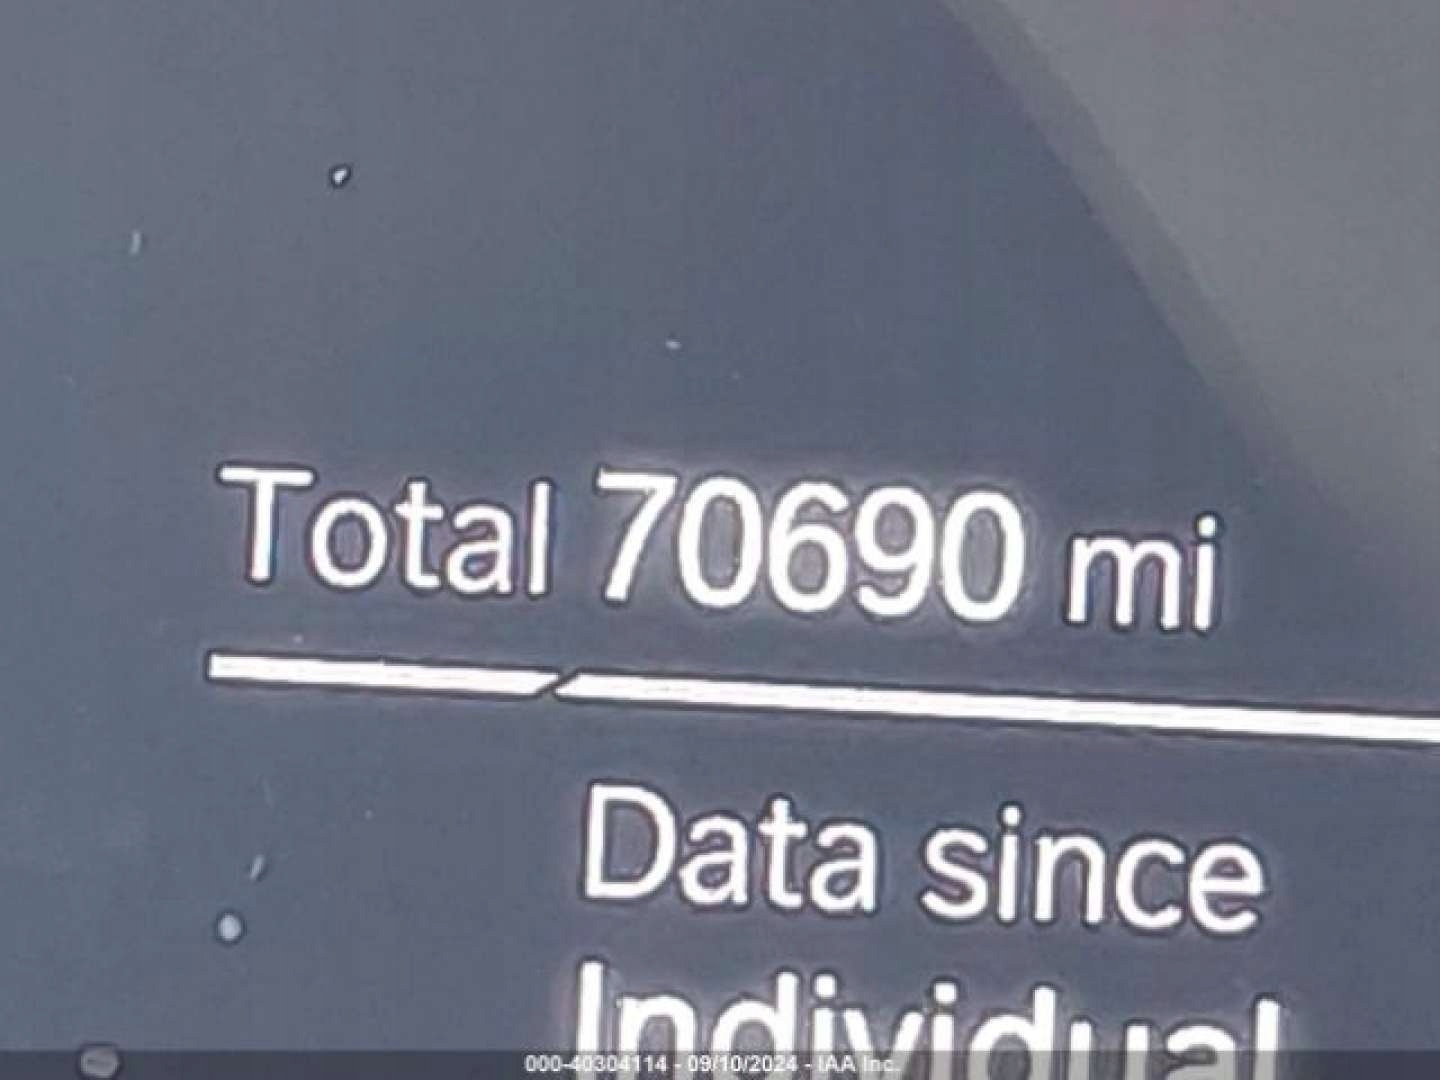 Total 70690 mi
Data since
Individual
000-40304114 - 09/10/2024 - IAA Inc.